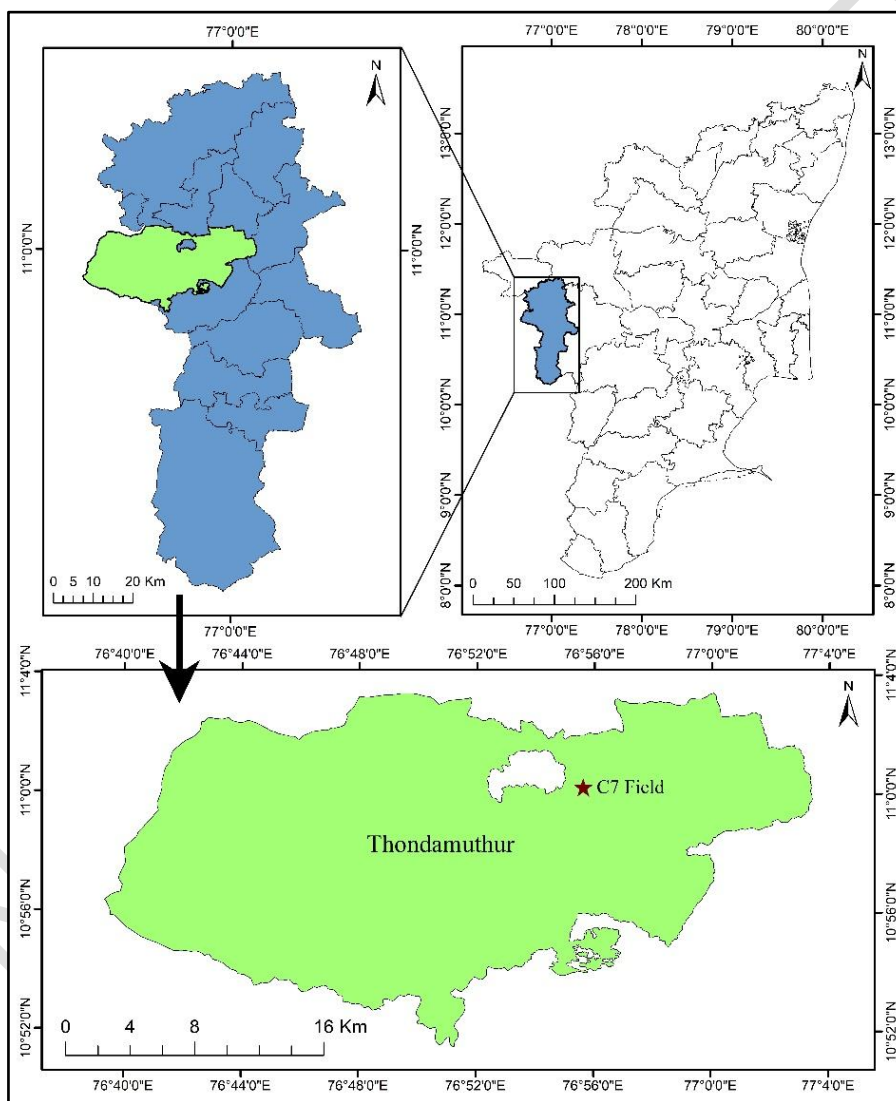 77°0'0"E
N
11°0'0"N
11°0'0"N
0 5 10 20 Km
77°0'0"E
77°0'0"E 78°0'0"E 79°0'0"E 80°0'0"E
N
13°0'0"N
12°0'0"N
11°0'0"N
10°0'0"N
9°0'0"N
8°0'0"N
13°0'0"N
12°0'0"N
11°0'0"N
10°0'0"N
9°0'0"N
8°0'0"N
0 50 100 200 Km
77°0'0"E 78°0'0"E 79°0'0"E 80°0'0"E
76°40'0"E 76°44'0"E 76°48'0"E 76°52'0"E 76°56'0"E 77°0'0"E 77°4'0"E
N
11°4'0"N
11°0'0"N
10°56'0"N
10°52'0"N
11°4'0"N
11°0'0"N
10°56'0"N
10°52'0"N
C7 Field
Thondamuthur
0 4 8 16 Km
76°40'0"E 76°44'0"E 76°48'0"E 76°52'0"E 76°56'0"E 77°0'0"E 77°4'0"E